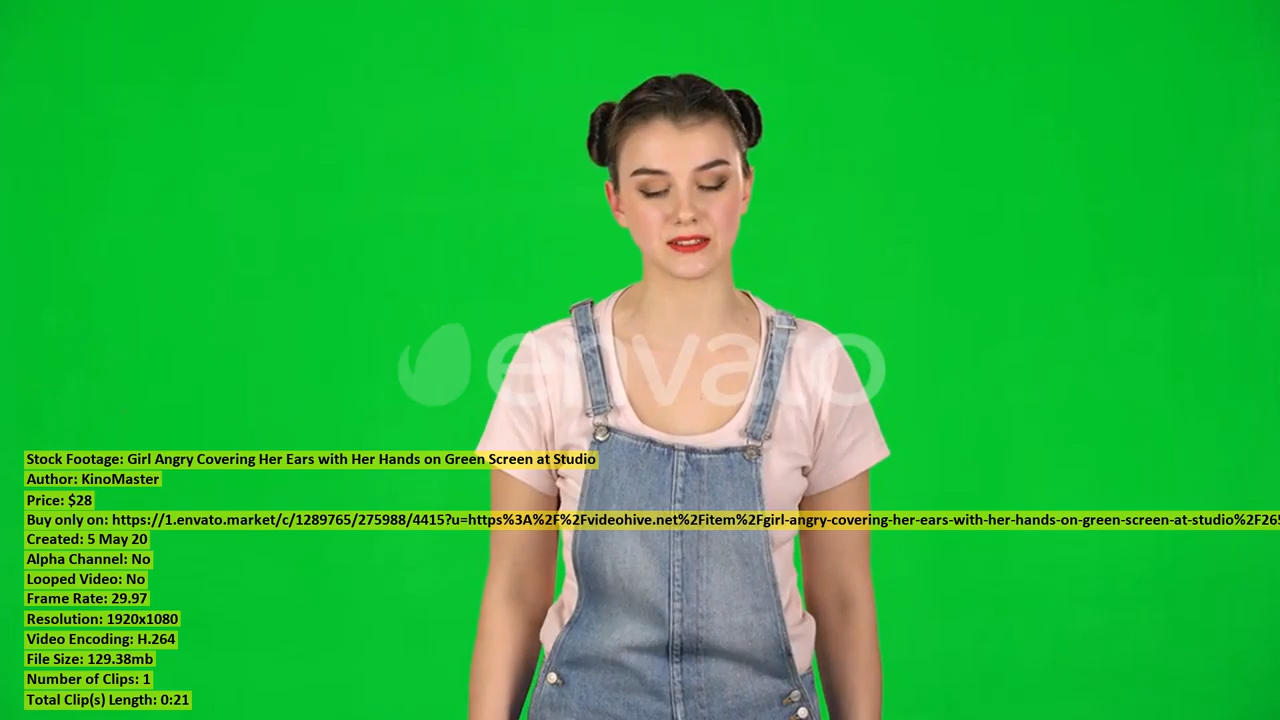 envato
Stock Footage: Girl Angry Covering Her Ears with Her Hands on Green Screen at Studio
Author: KinoMaster
Price: $28
Buy only on: https://1.envato.market/c/1289765/275988/4415?u=https%3A%2F%2Fvideohive.net%2Fitem%2Fgirl-angry-covering-her-ears-with-her-hands-on-green-screen-at-studio%2F265
Created: 5 May 20
Alpha Channel: No
Looped Video: No
Frame Rate: 29.97
Resolution: 1920x1080
Video Encoding: H.264
File Size: 129.38mb
Number of Clips: 1
Total Clip(s) Length: 0:21